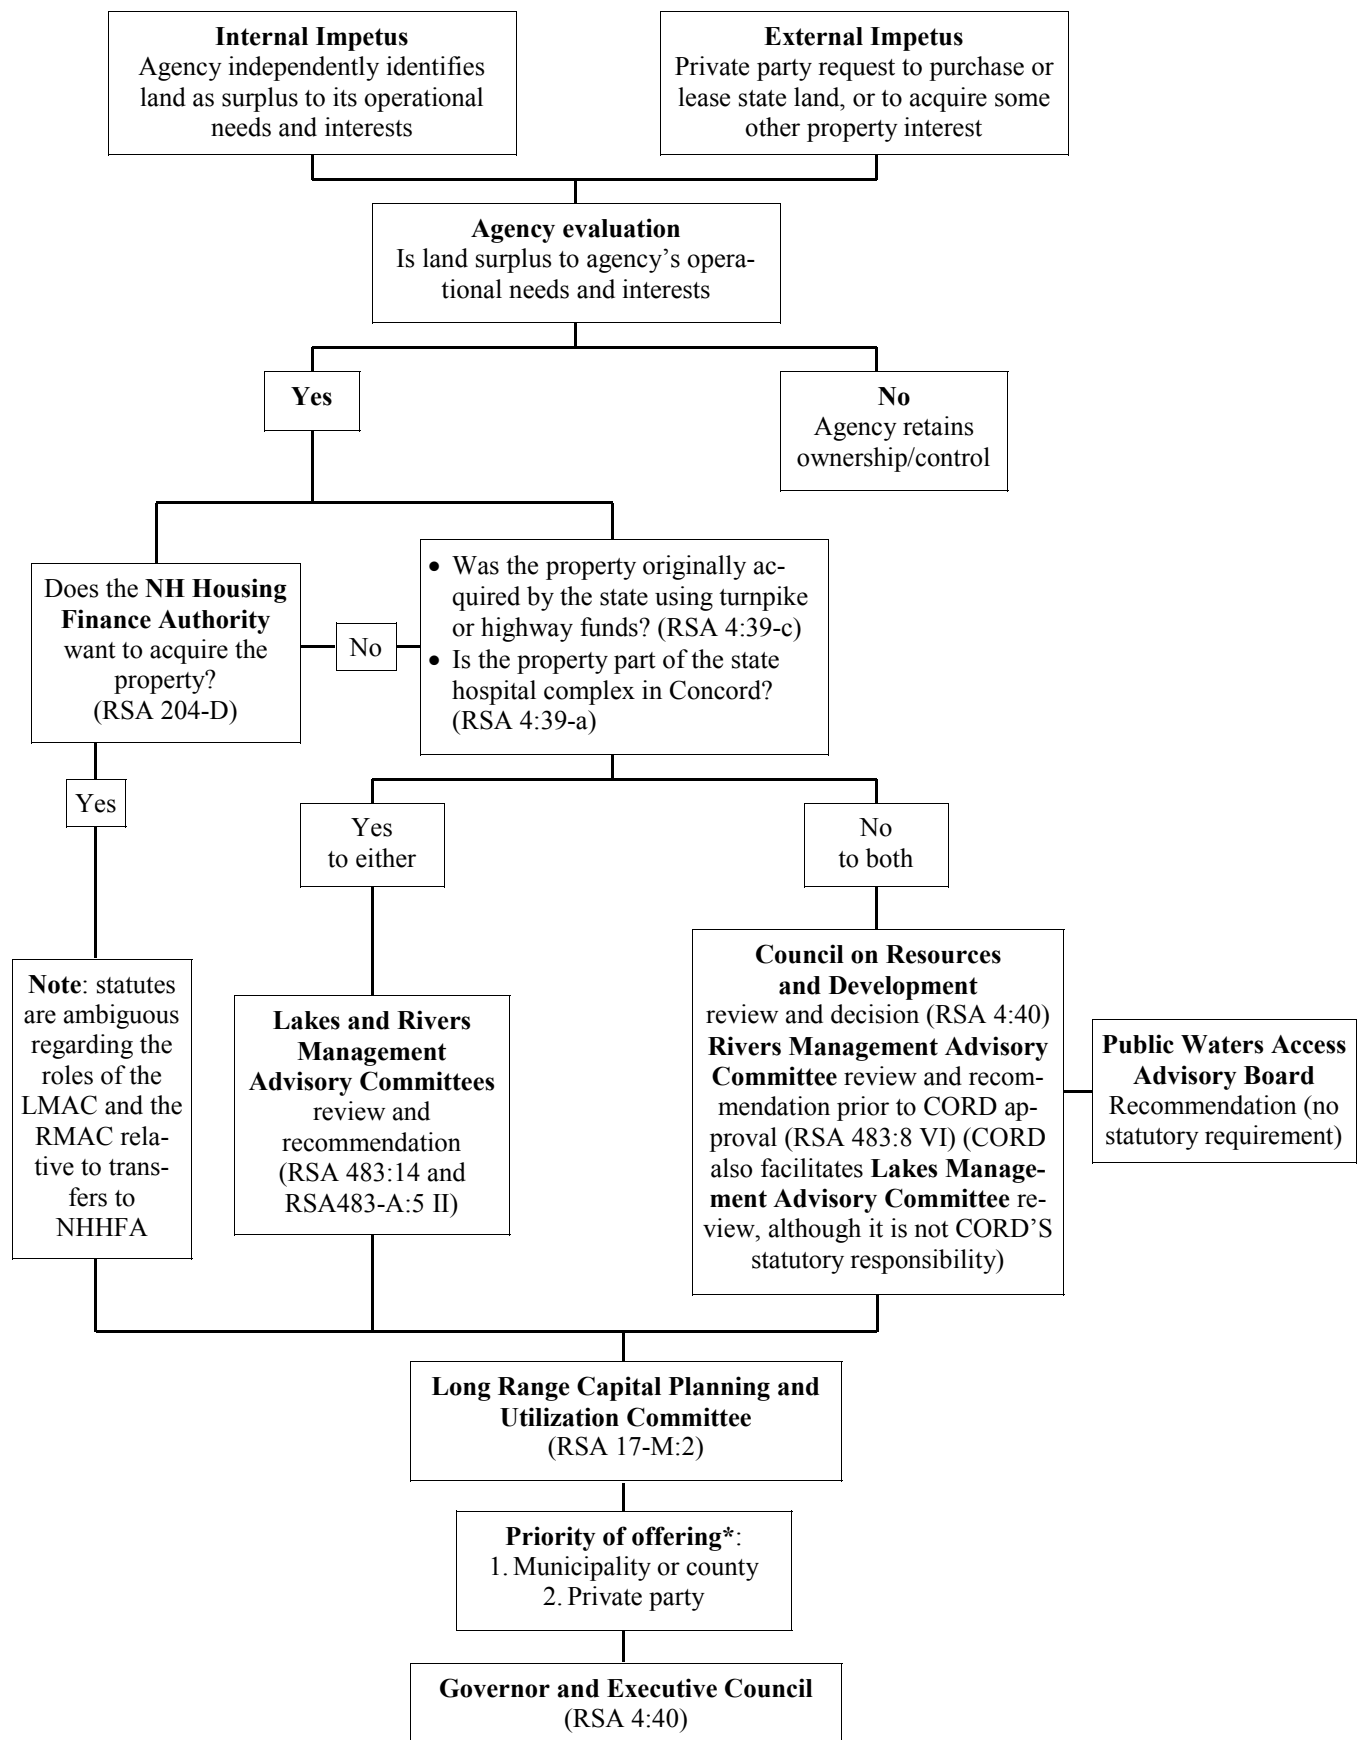 Internal Impetus
Agency independently identifies
land as surplus to its operational
needs and interests
External Impetus
Private party request to purchase or
lease state land, or to acquire some
other property interest
Agency evaluation
Is land surplus to agency’s opera-
tional needs and interests
Yes
No
Agency retains
ownership/control
Does the NH Housing
Finance Authority
want to acquire the
property?
(RSA 204-D)
No
• Was the property originally ac-
quired by the state using turnpike
or highway funds? (RSA 4:39-c)
• Is the property part of the state
hospital complex in Concord?
(RSA 4:39-a)
Yes
Yes
to either
No
to both
Note: statutes
are ambiguous
regarding the
roles of the
LMAC and the
RMAC rela-
tive to trans-
fers to
NHHFA
Lakes and Rivers
Management
Advisory Committees
review and
recommendation
(RSA 483:14 and
RSA483-A:5 II)
Council on Resources
and Development
review and decision (RSA 4:40)
Rivers Management Advisory
Committee review and recom-
mendation prior to CORD ap-
proval (RSA 483:8 VI) (CORD
also facilitates Lakes Manage-
ment Advisory Committee re-
view, although it is not CORD’S
statutory responsibility)
Public Waters Access
Advisory Board
Recommendation (no
statutory requirement)
Long Range Capital Planning and
Utilization Committee
(RSA 17-M:2)
Priority of offering*:
1. Municipality or county
2. Private party
Governor and Executive Council
(RSA 4:40)